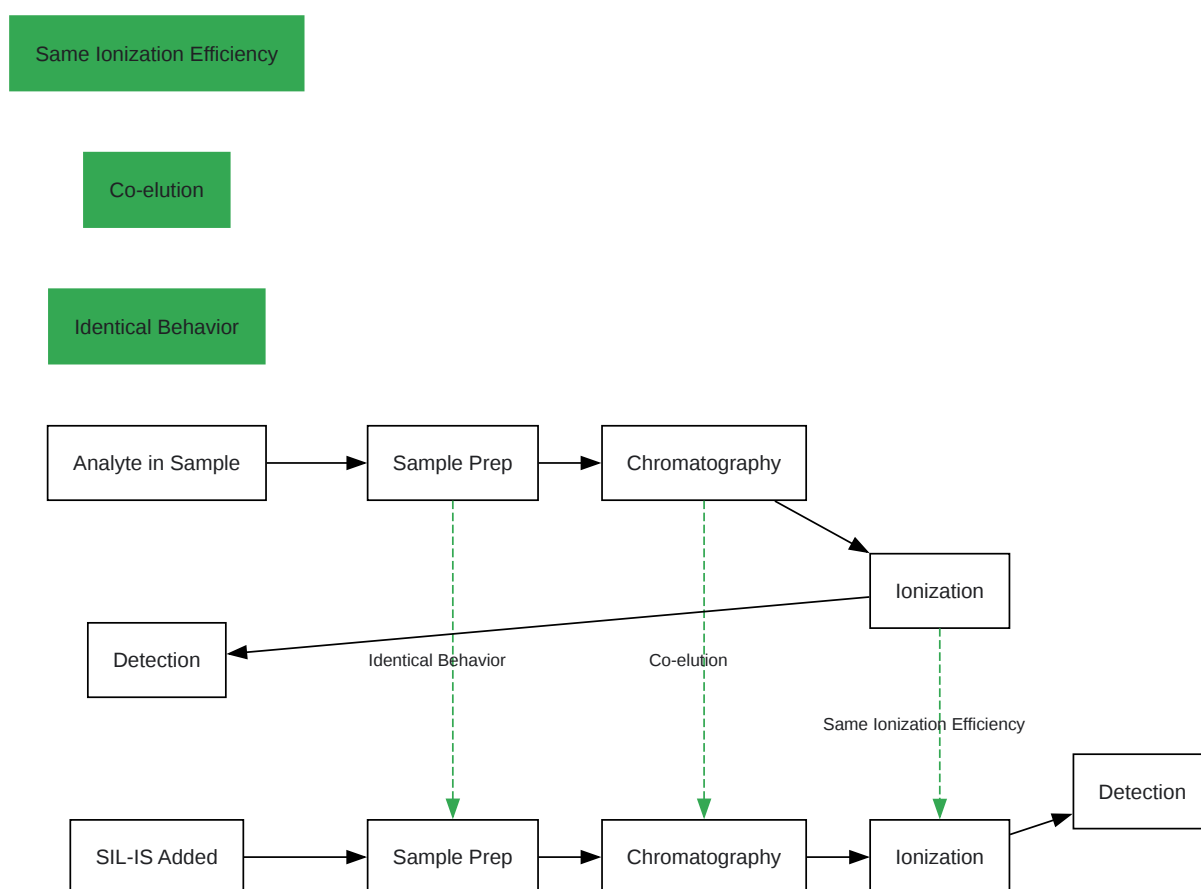 Same Ionization Efficiency
Co-elution
Identical Behavior
Analyte in Sample
Sample Prep
Chromatography
Ionization
Detection
Identical Behavior
Co-elution
Same Ionization Efficiency
Detection
SIL-IS Added
Sample Prep
Chromatography
Ionization